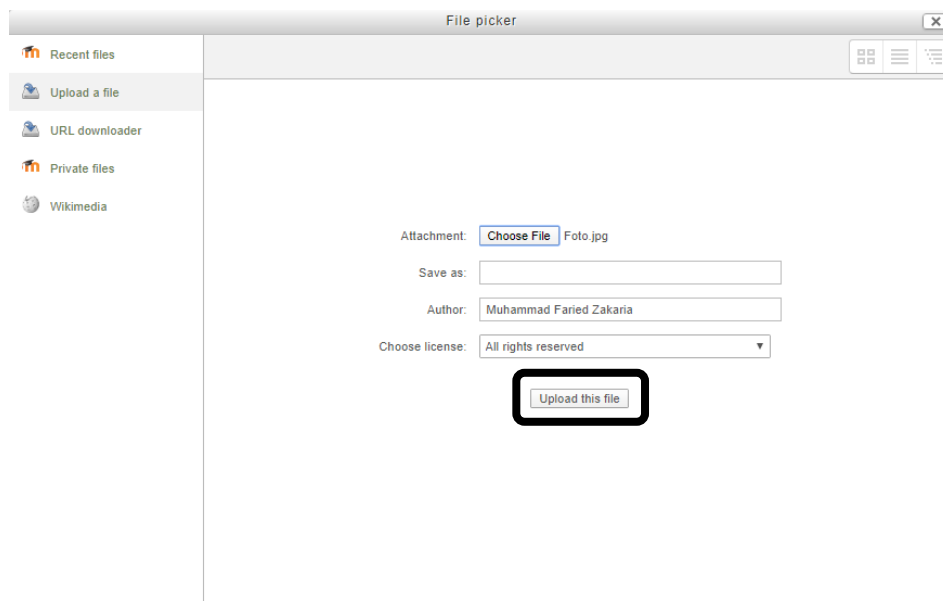 File picker
Recent files
Upload a file
URL downloader
Private files
Wikimedia
Attachment: Choose File Foto.jpg
Save as:
Author: Muhammad Faried Zakaria
Choose license: All rights reserved
Upload this file